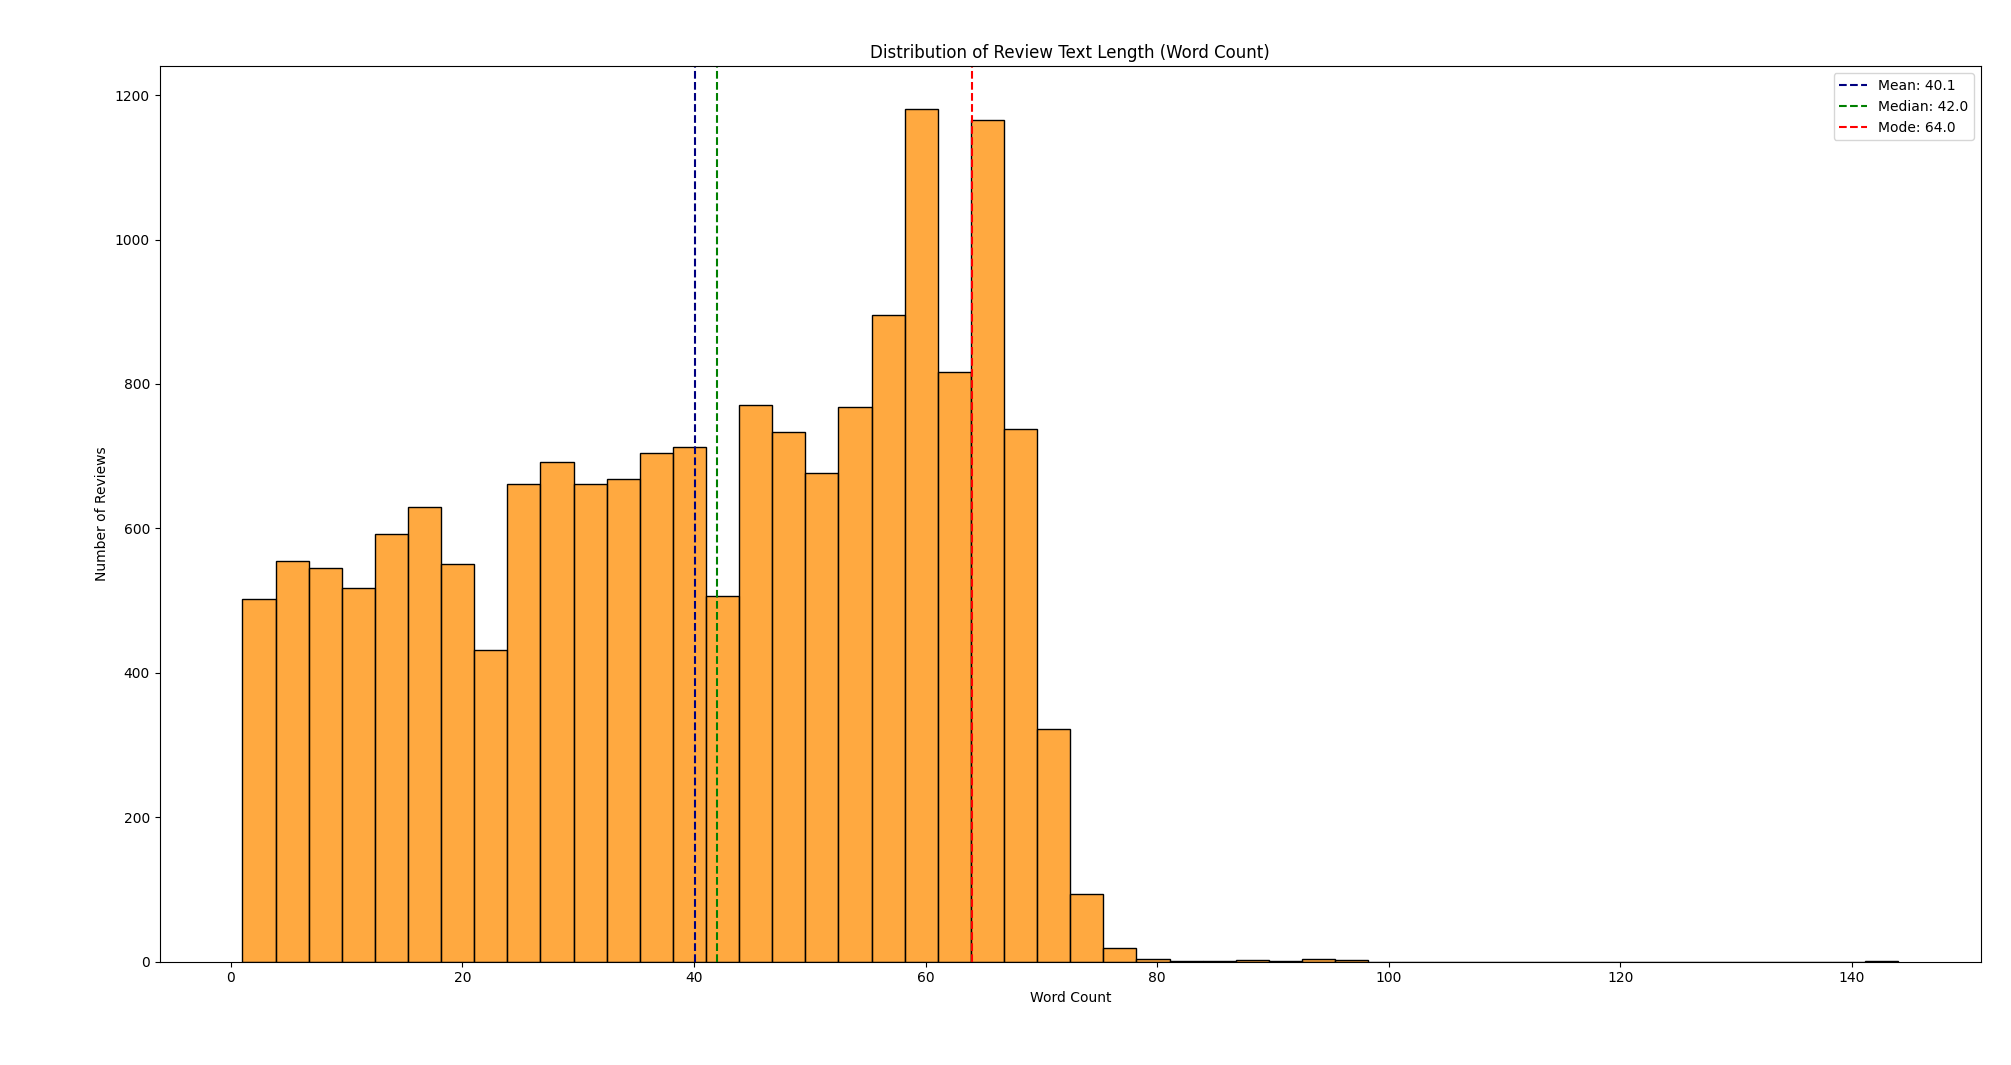 Distribution of Review Text Length (Word Count)
Mean: 40.1
Median: 42.0
Mode: 64.0
Number of Reviews
1200
1000
800
600
400
200
0
0 20 40 60 80 100 120 140
Word Count